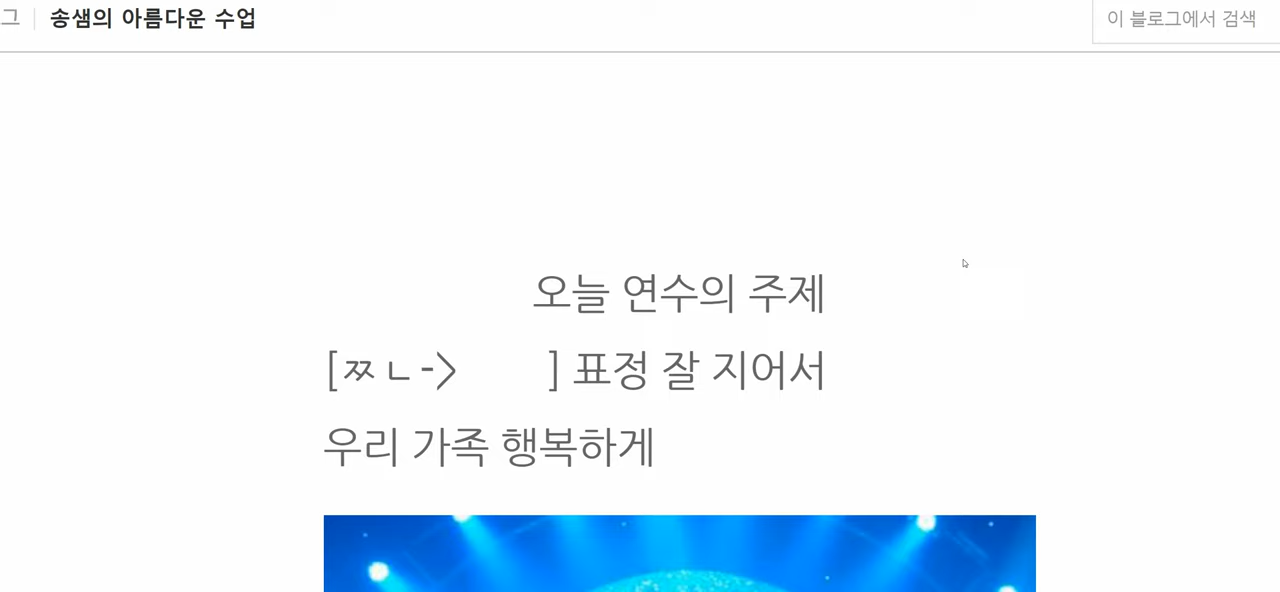 그 송샘의 아름다운 수업
이 블로그에서 검색
오늘 연수의 주제
[ㅉ ㄴ-> ] 표정 잘 지어서
우리 가족 행복하게